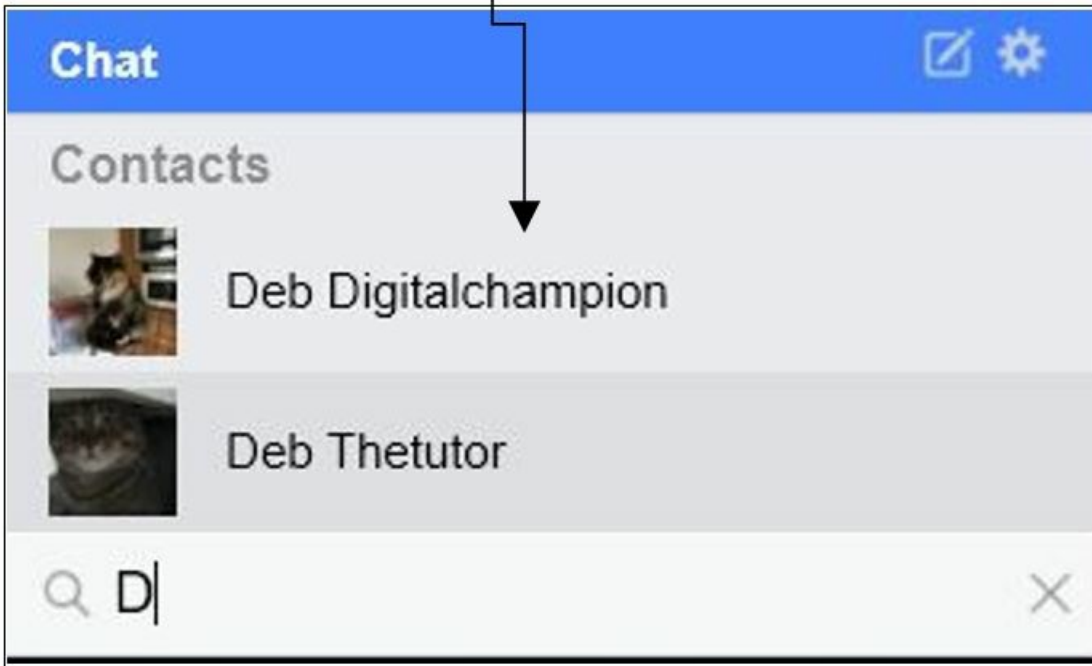 Chat
Contacts
Deb Digitalchampion
Deb Thetutor
D